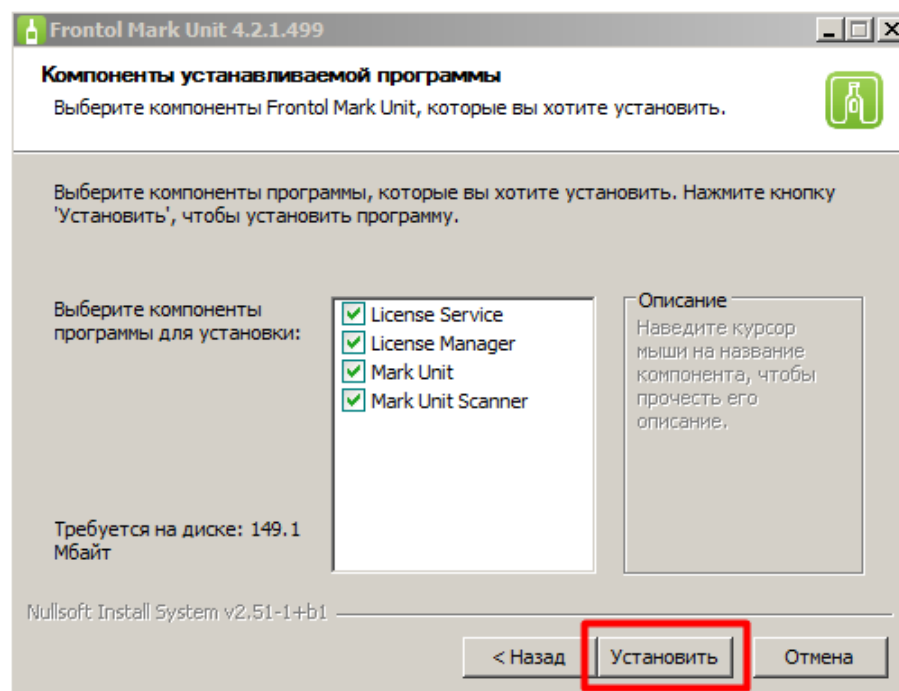 Frontol Mark Unit 4.2.1.499
Компоненты устанавливаемой программы
Выберите компоненты Frontol Mark Unit, которые вы хотите установить.
Выберите компоненты программы, которые вы хотите установить. Нажмите кнопку
'Установить', чтобы установить программу.
Выберите компоненты
программы для установки:
License Service
License Manager
Mark Unit
Mark Unit Scanner
Описание
Наведите курсор
мыши на название
компонента, чтобы
прочесть его
описание.
Требуется на диске: 149.1
Мбайт
Nullsoft Install System v2.51-1+b1
< Назад
Установить
Отмена